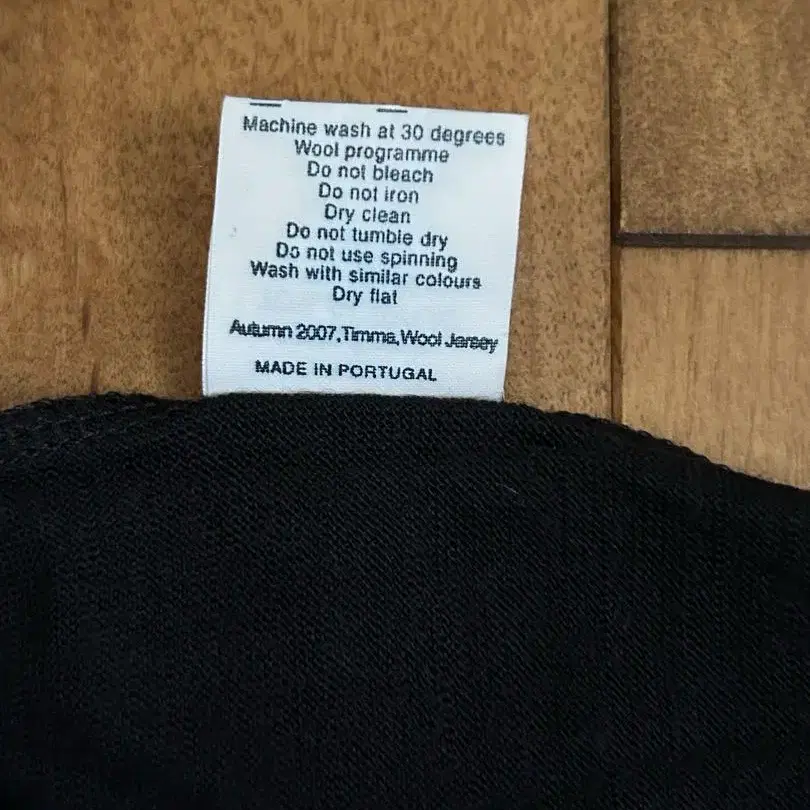 Machine wash at 30 degrees
Wool programme
Do not bleach
Do not iron
Dry clean
Do not tumble dry
Do not use spinning
Wash with similar colours
Dry flat
Autumn 2007,Timma,Wool Jersey
MADE IN PORTUGAL